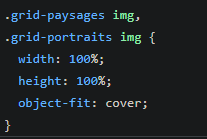 .grid-paysages img,
.grid-portraits img {
  width: 100%;
  height: 100%;
  object-fit: cover;
}